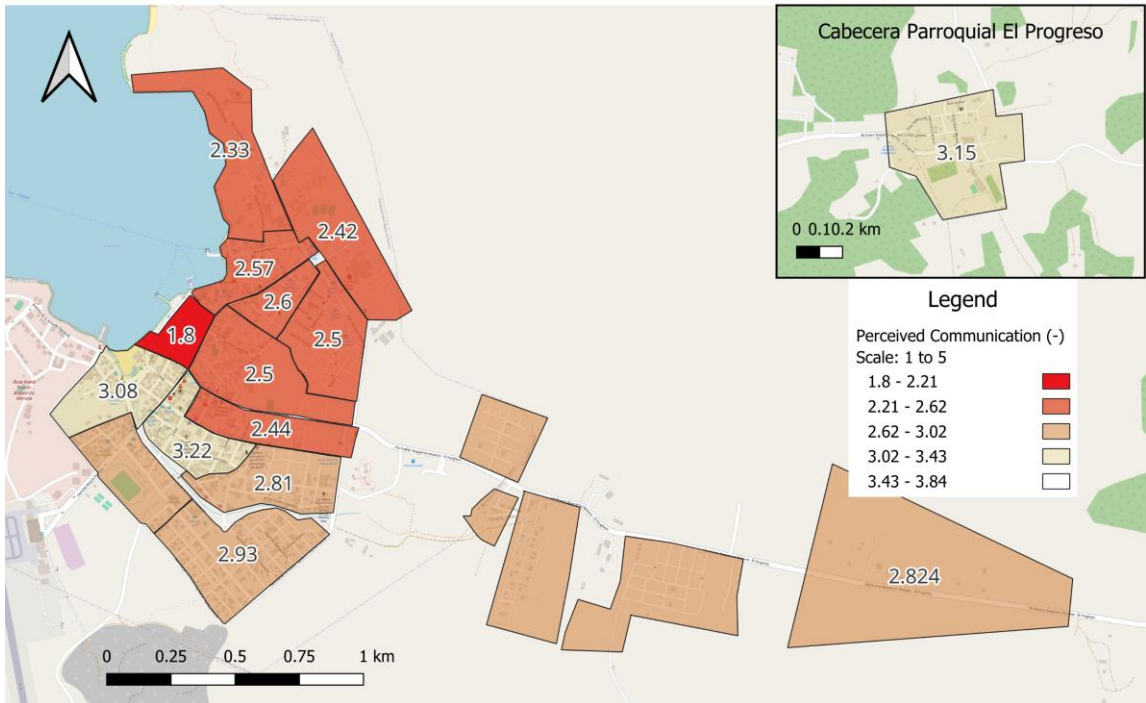 Cabecera Parroquial El Progreso
3.15
0 0.10.2 km
2.33
2.42
2.57
2.6
1.8
2.5
2.5
3.08
2.44
3.22
2.81
2.93
2.824
Legend
Perceived Communication (-)
Scale: 1 to 5
1.8 - 2.21
2.21 - 2.62
2.62 - 3.02
3.02 - 3.43
3.43 - 3.84
0 0.25 0.5 0.75 1 km